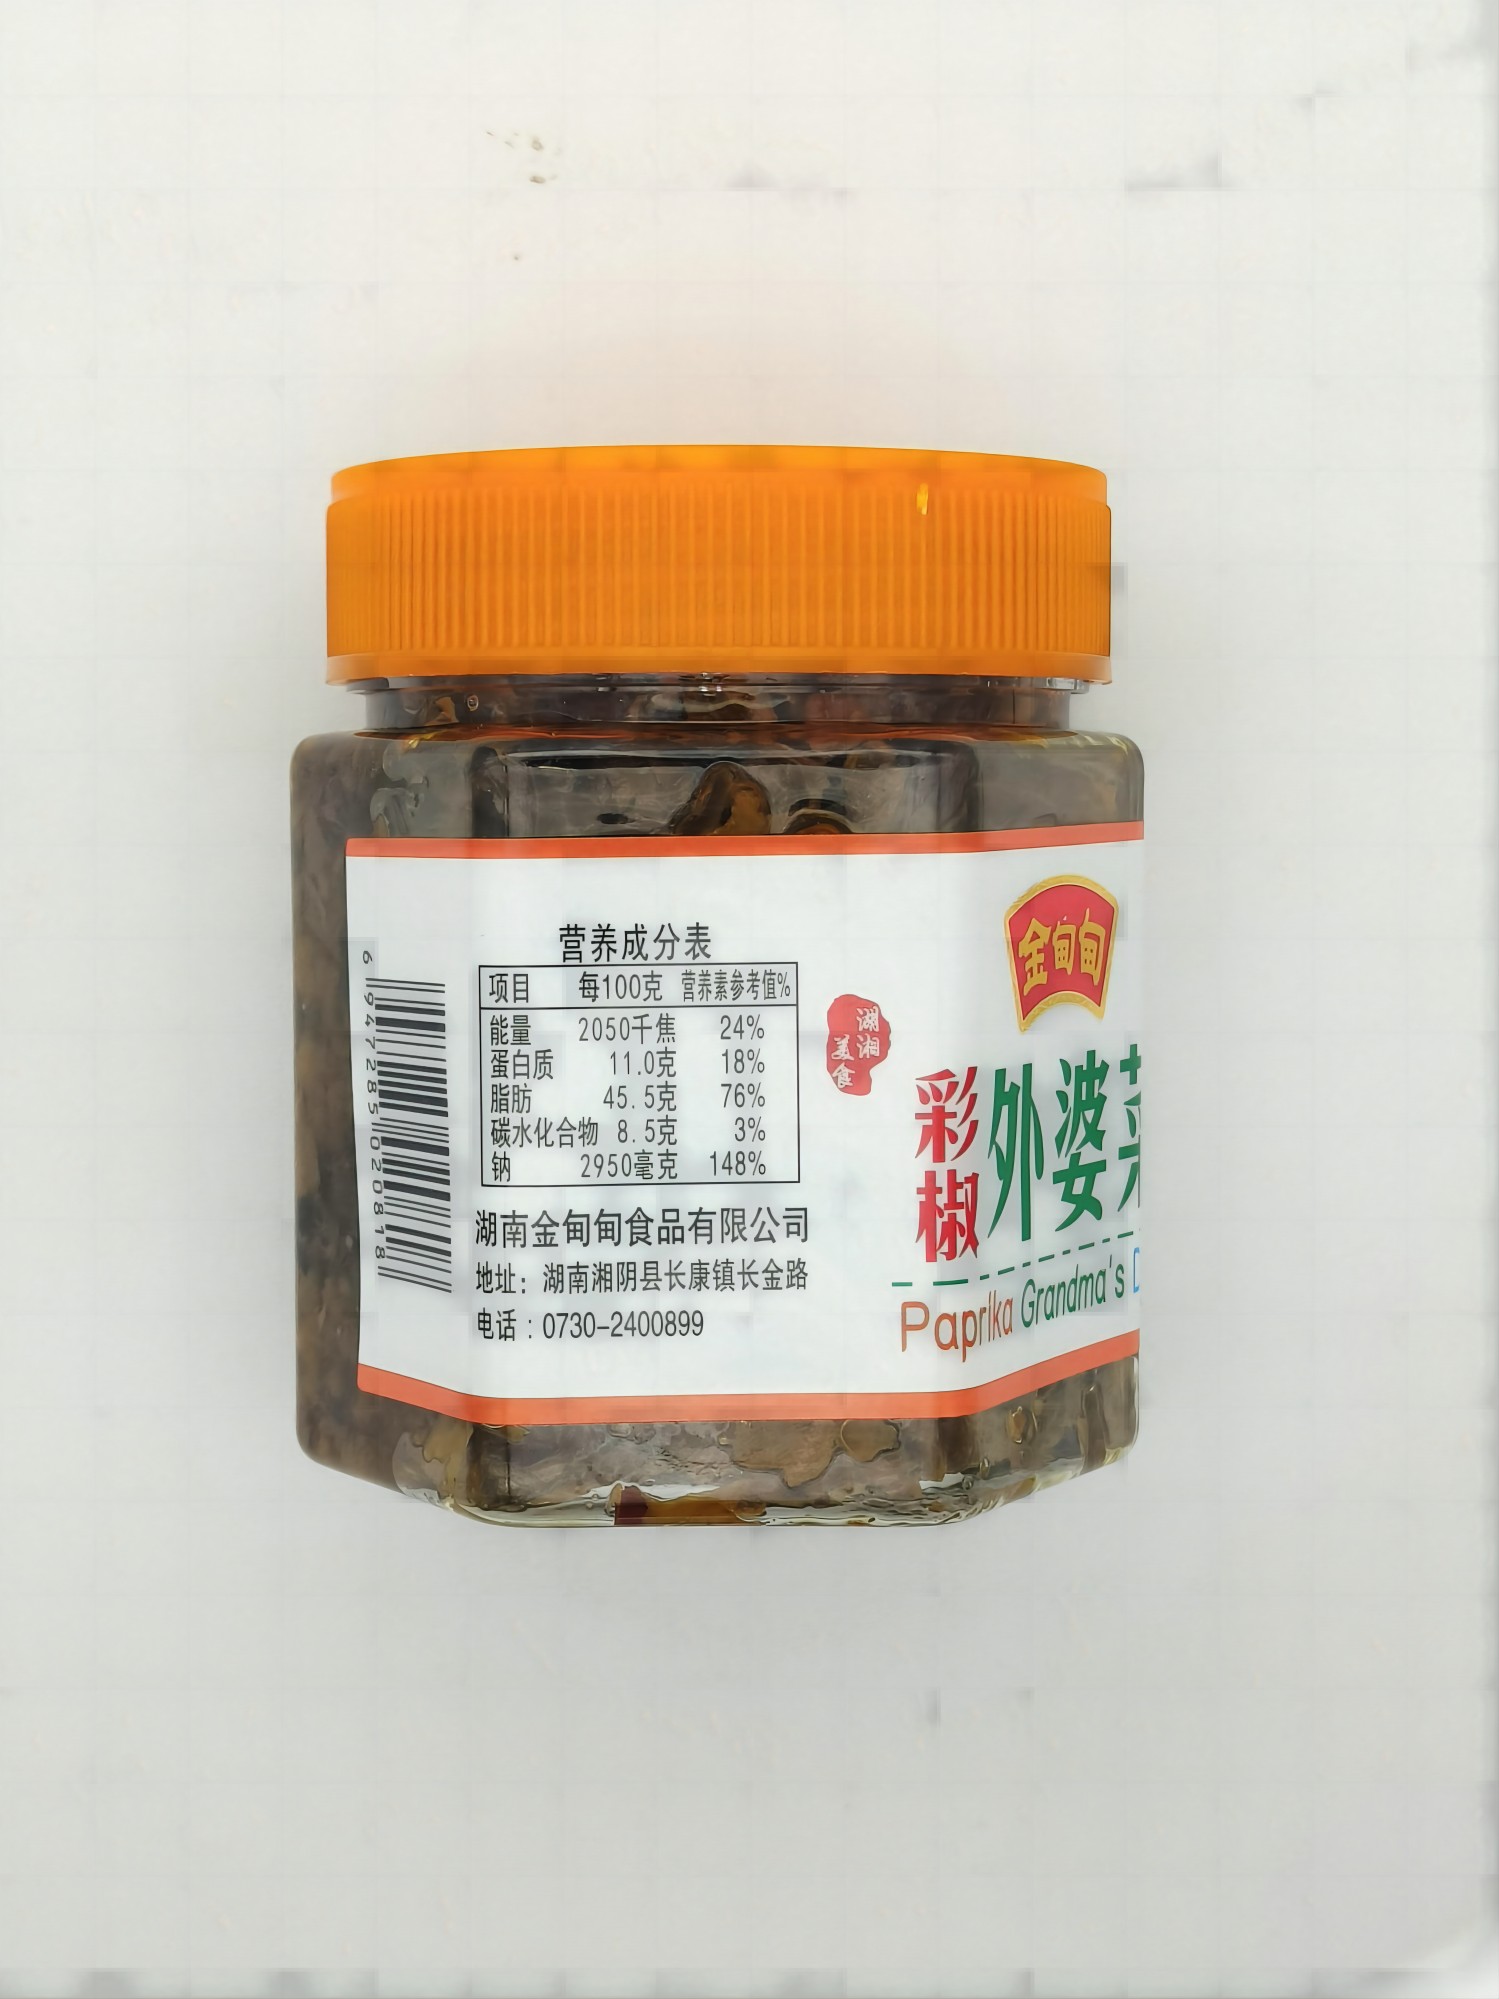 营养成分表
项目 每100克 营养素参考值%
能量 2050千焦 24%
蛋白质 11.0克 18%
脂肪 45.5克 76%
碳水化合物 8.5克 3%
钠 2950毫克 148%
湖南金甸甸食品有限公司
地址：湖南湘阴县长康镇长金路
电话：0730-2400899
6947285020818
湖湘
美食
金甸甸
彩椒
外婆菜
Paprika Grandma's